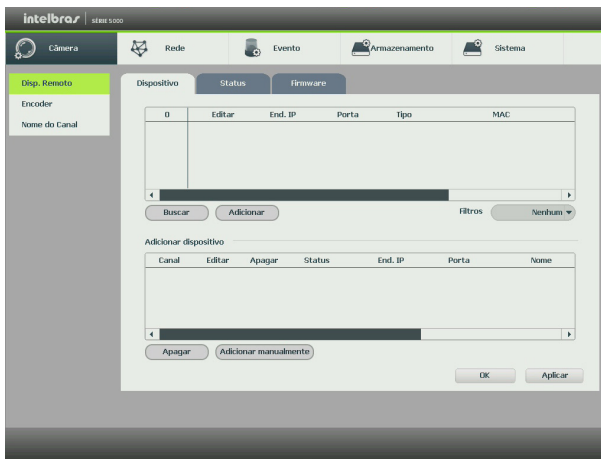 intelbras SÉRIE 5000
Câmera Rede Evento Armazenamento Sistema
Disp. Remoto
Encoder
Nome do Canal
Dispositivo Status Firmware
0 Editar End. IP Porta Tipo MAC
Buscar Adicionar Filtros Nenhum
Adicionar dispositivo
Canal Editar Apagar Status End. IP Porta Nome
Apagar Adicionar manualmente
OK Aplicar